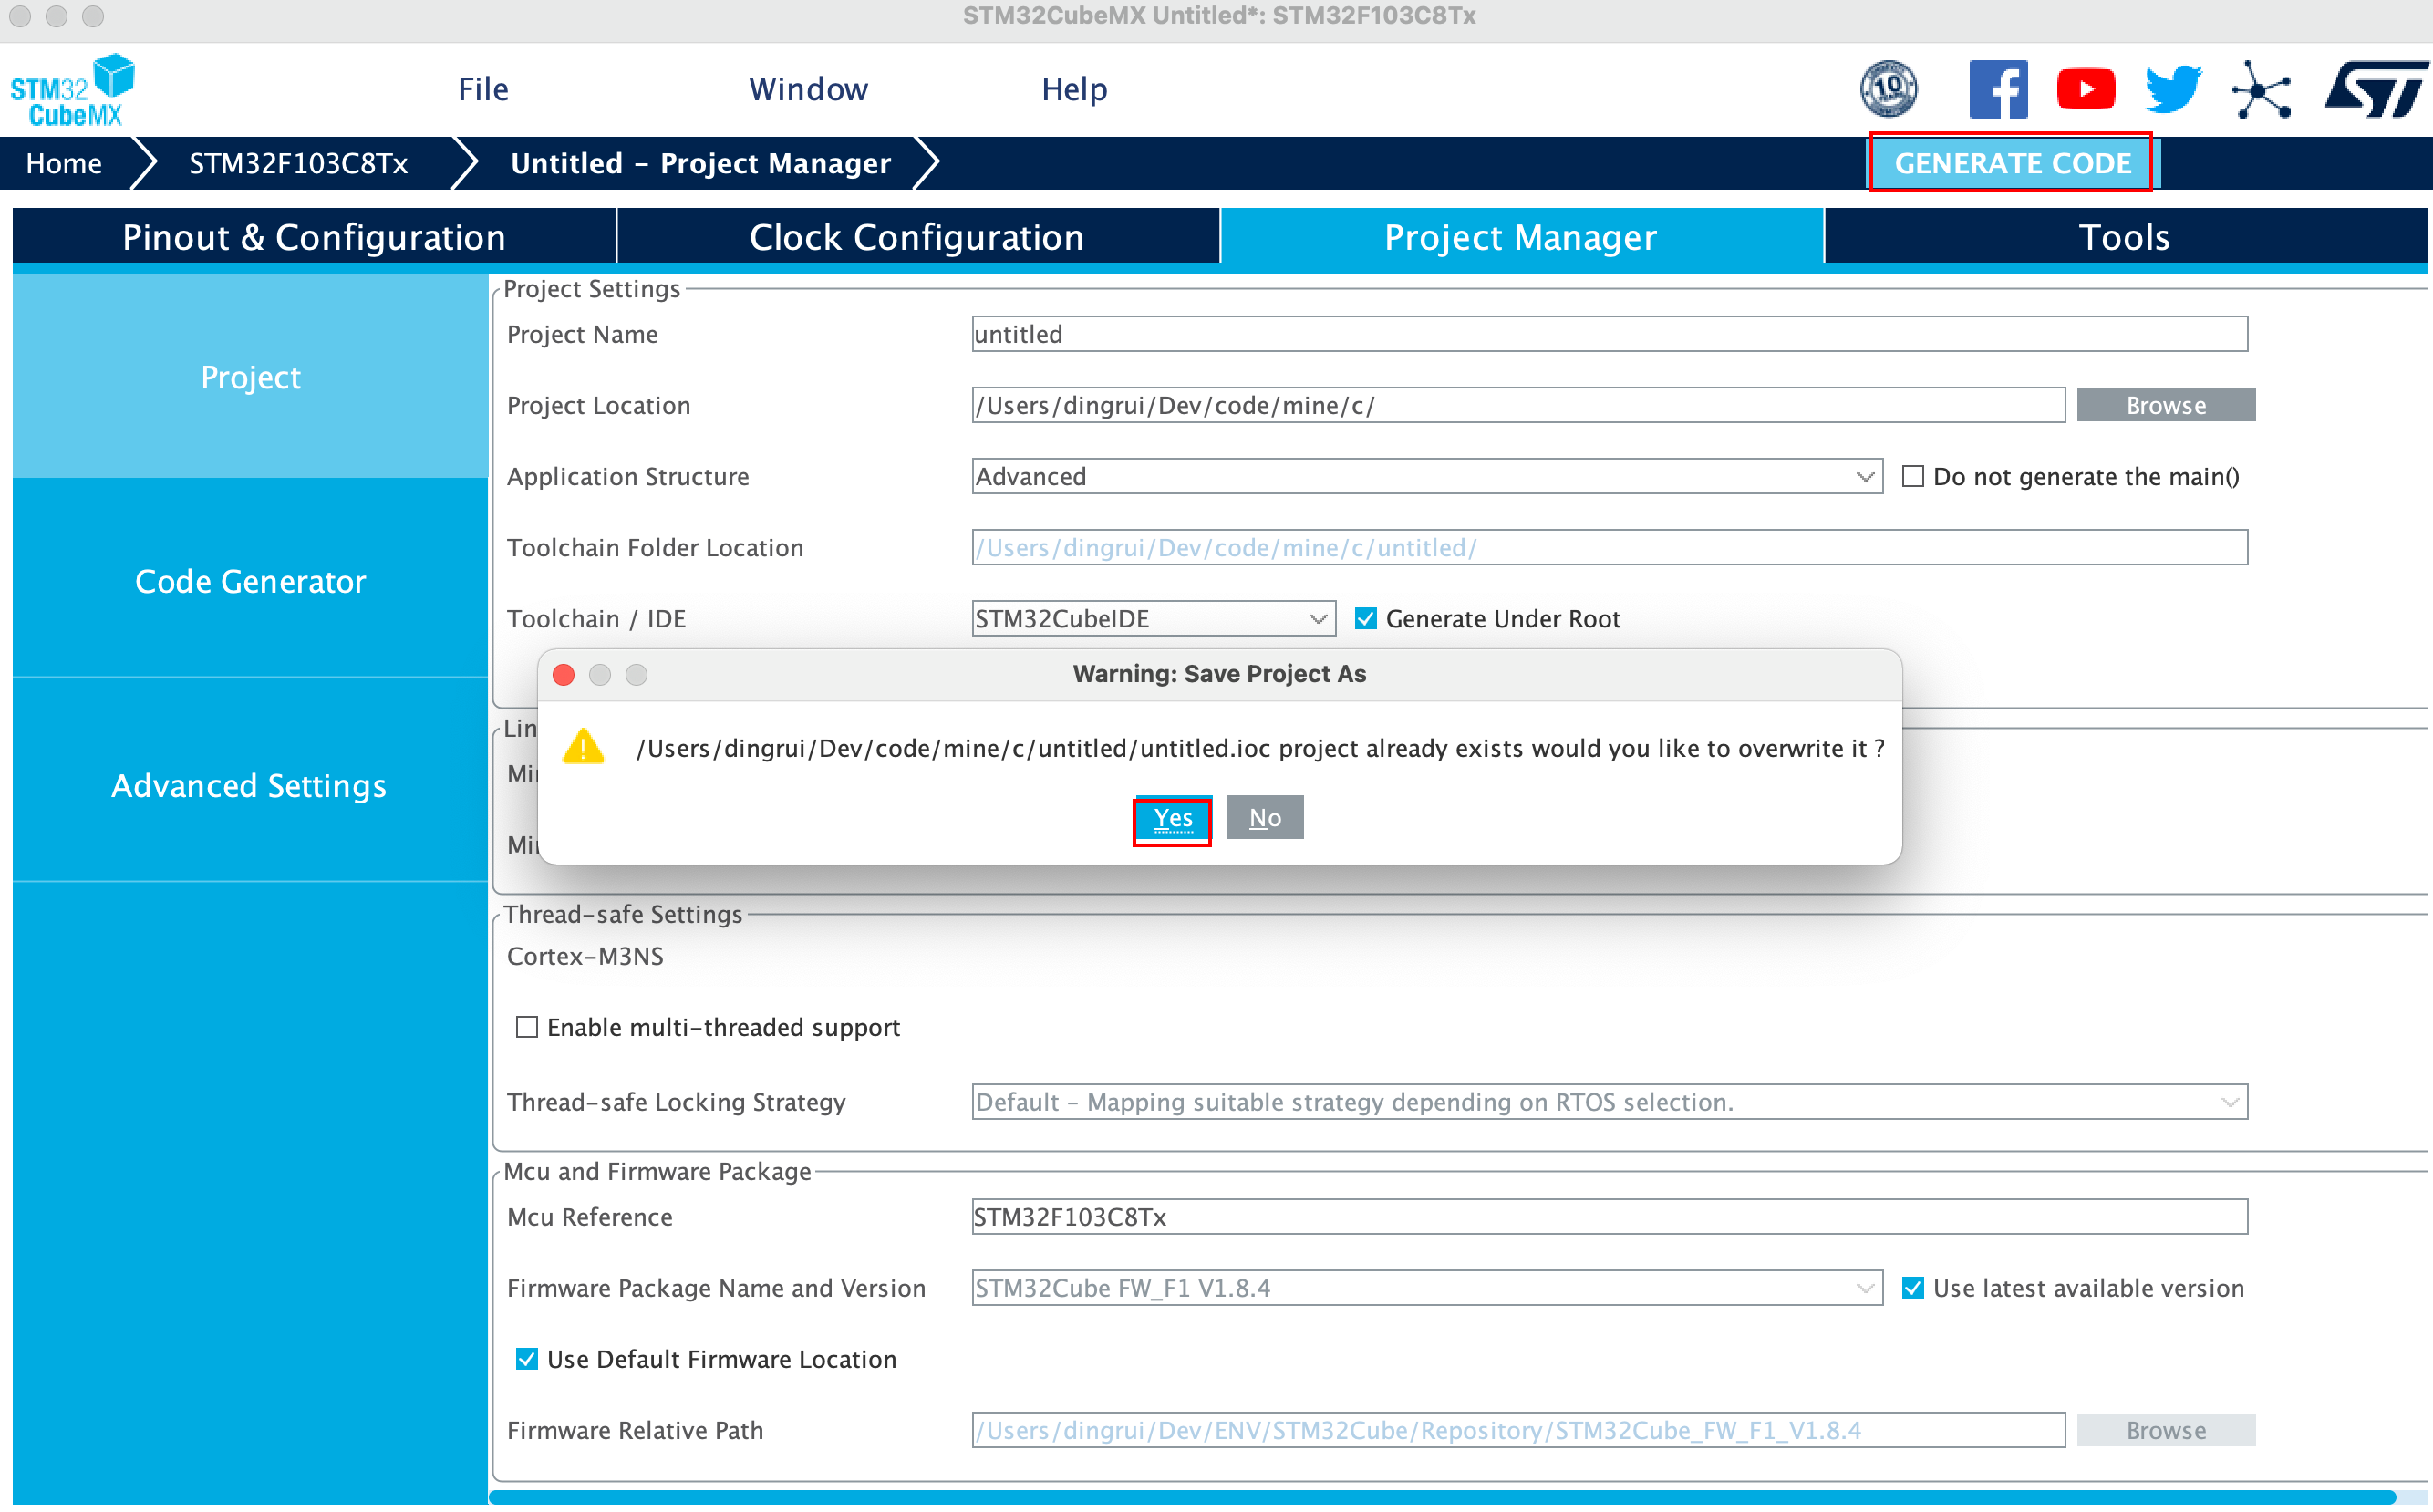 STM32CubeMX Untitled*: STM32F103C8Tx
STM32
CubeMX
File Window Help
10
YEARS
Home STM32F103C8Tx Untitled – Project Manager GENERATE CODE
Pinout & Configuration Clock Configuration Project Manager Tools
Project
Code Generator
Advanced Settings
Project Settings
Project Name untitled
Project Location /Users/dingrui/Dev/code/mine/c/ Browse
Application Structure Advanced Do not generate the main()
Toolchain Folder Location /Users/dingrui/Dev/code/mine/c/untitled/
Toolchain / IDE STM32CubeIDE Generate Under Root
Warning: Save Project As
/Users/dingrui/Dev/code/mine/c/untitled/untitled.ioc project already exists would you like to overwrite it ?
Yes No
Lin
Thread-safe Settings
Cortex-M3NS
Enable multi-threaded support
Thread-safe Locking Strategy Default – Mapping suitable strategy depending on RTOS selection.
Mcu and Firmware Package
Mcu Reference STM32F103C8Tx
Firmware Package Name and Version STM32Cube FW_F1 V1.8.4 Use latest available version
Use Default Firmware Location
Firmware Relative Path /Users/dingrui/Dev/ENV/STM32Cube/Repository/STM32Cube_FW_F1_V1.8.4 Browse